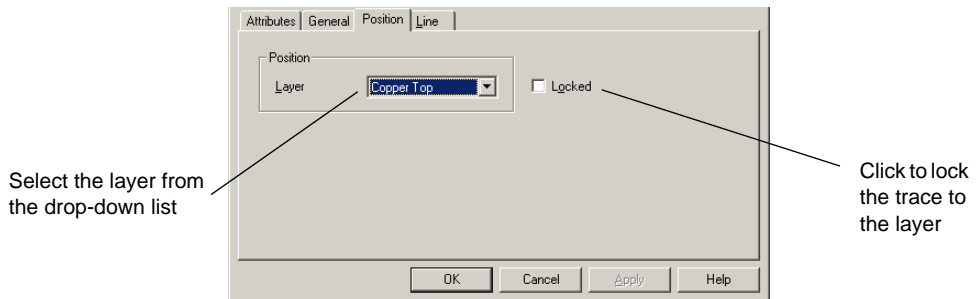 Attributes General Position Line
Position
Layer Copper Top Locked
Select the layer from
the drop-down list
Click to lock
the trace to
the layer
OK Cancel Apply Help